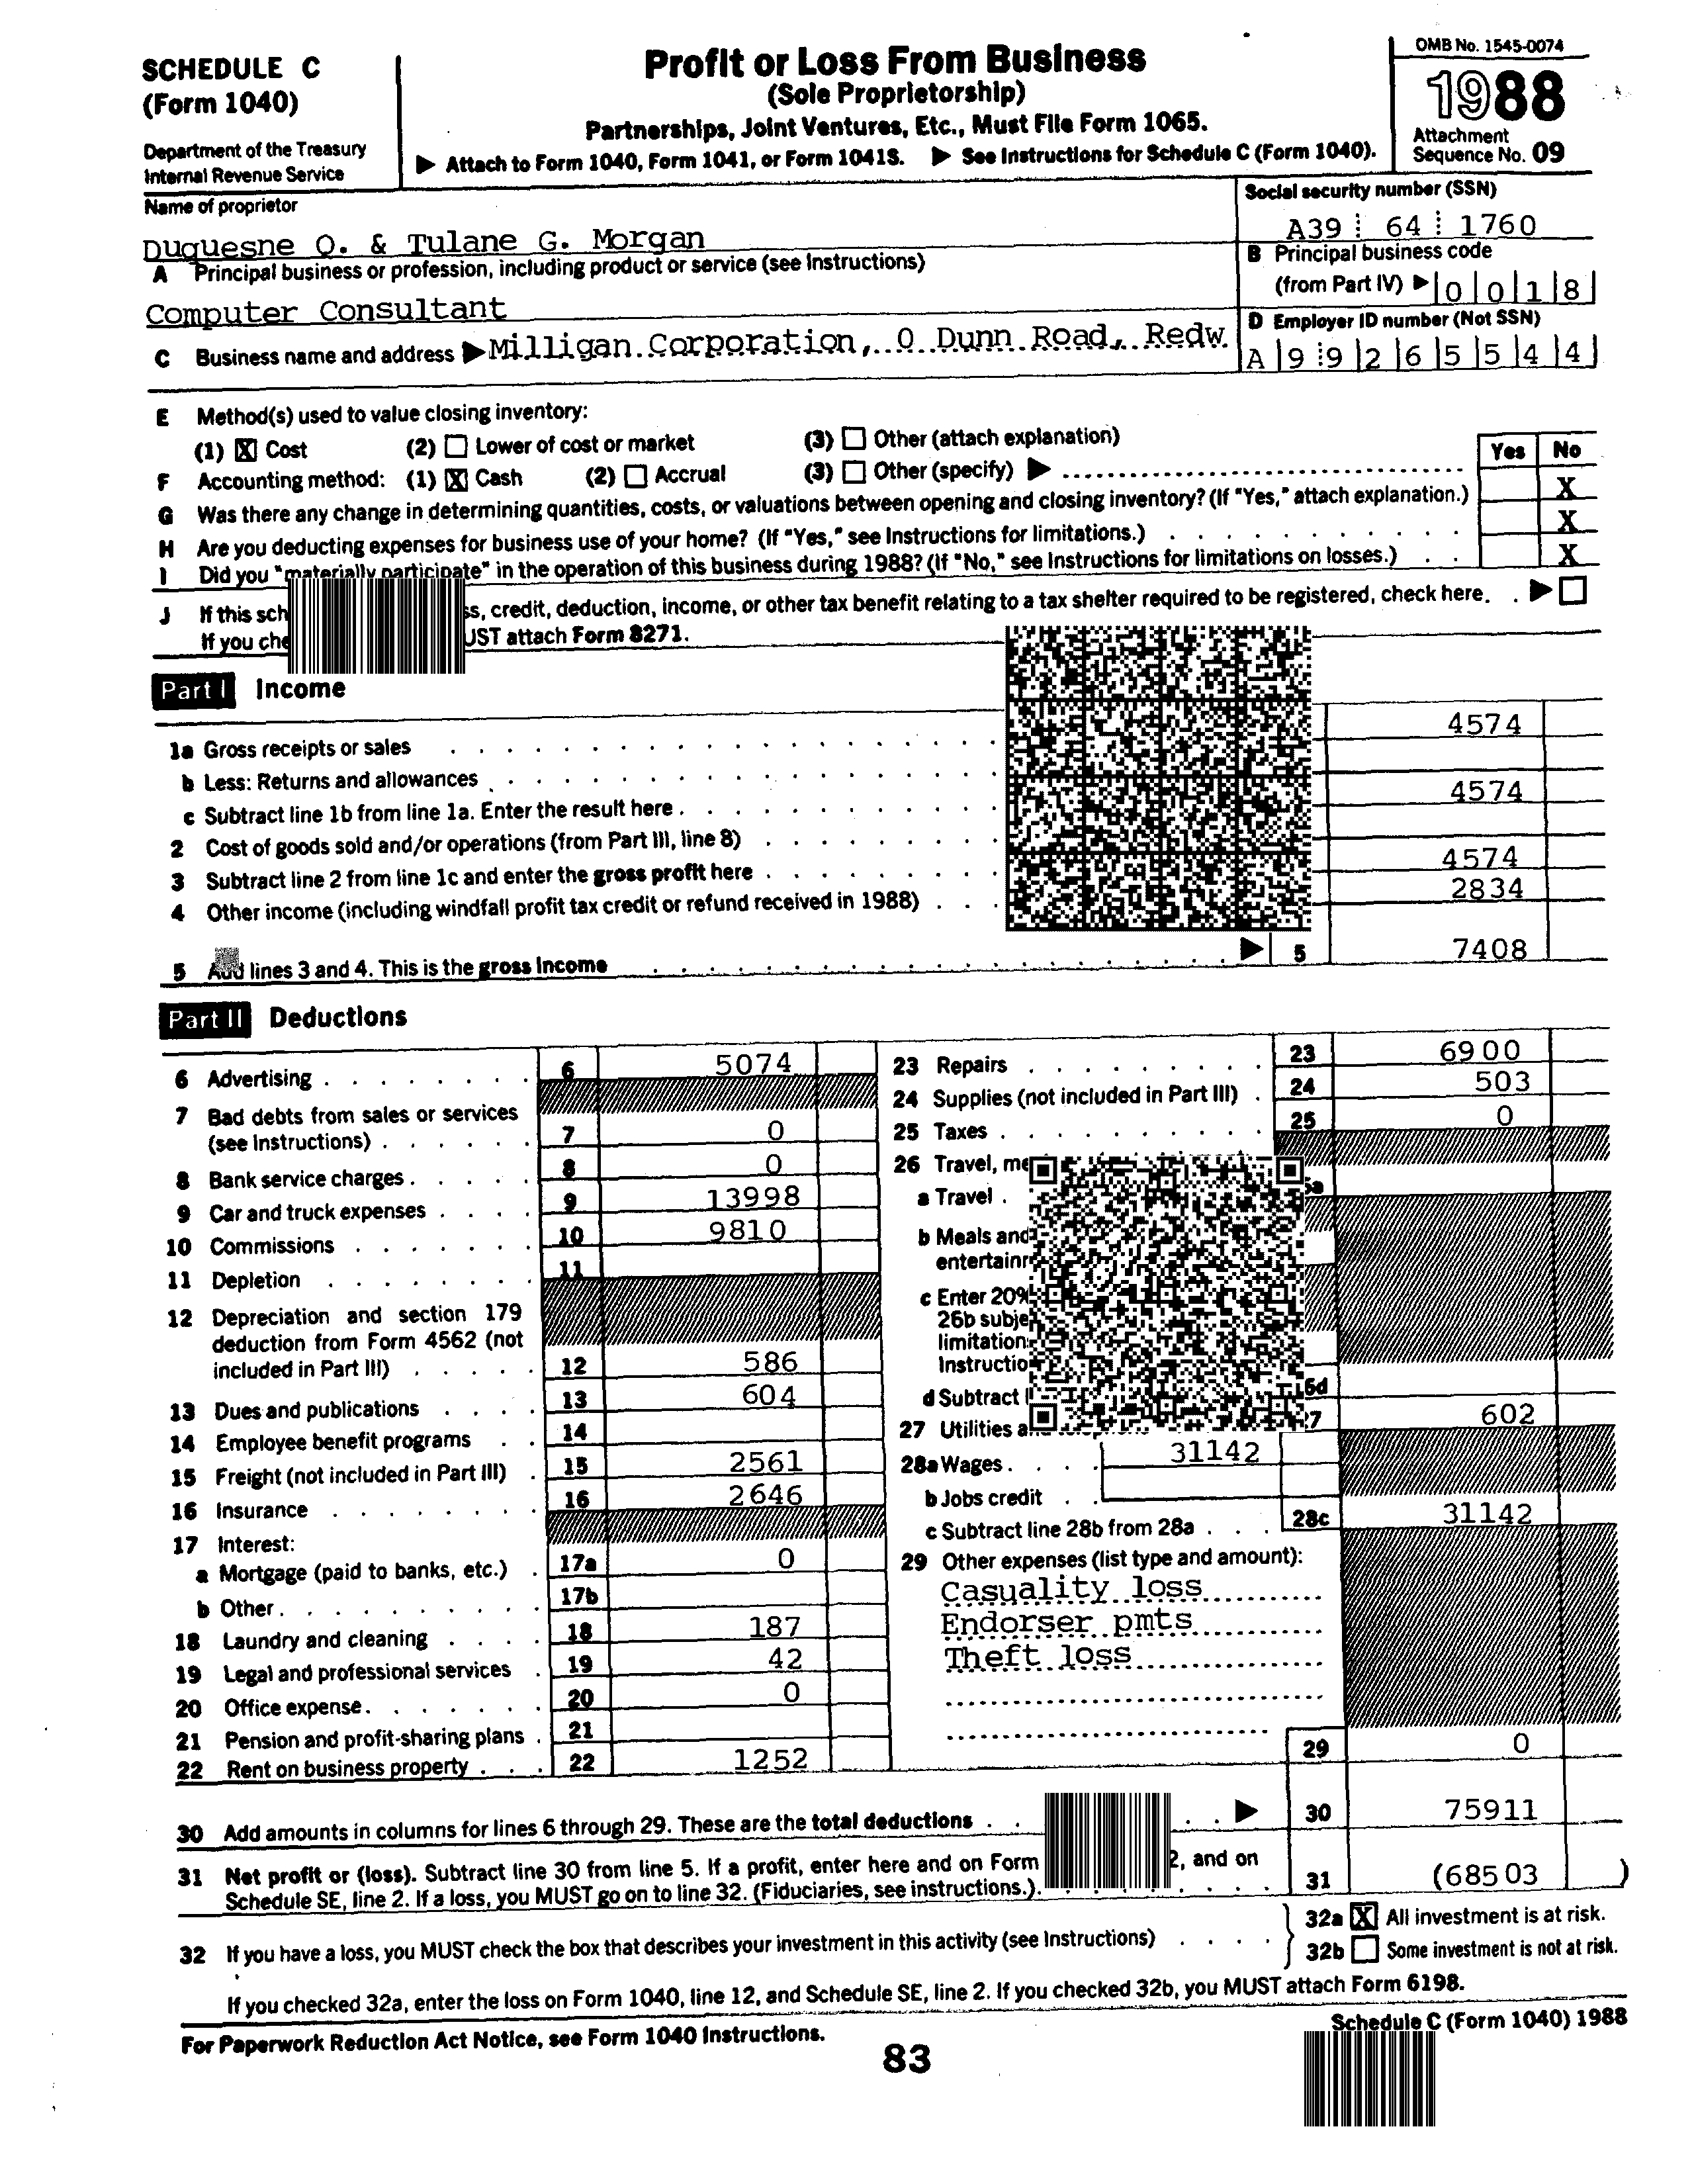 SCHEDULE C
(Form 1040)
Department of the Treasury
Internal Revenue Service
Profit or Loss From Business
(Sole Proprietorship)
Partnerships, Joint Ventures, Etc., Must File Form 1065.
▶ Attach to Form 1040, Form 1041, or Form 1041S. ▶ See Instructions for Schedule C (Form 1040).
OMB No. 1545-0074
1988
Attachment
Sequence No. 09
Name of proprietor
Duquesne O. & Tulane G. Morgan
Social security number (SSN)
A39 64 1760
A Principal business or profession, including product or service (see Instructions)
Computer Consultant
B Principal business code
(from Part IV) ▶ 0 0 1 8
C Business name and address ▶ Milligan Corporation, 0 Dunn Road, Redw.
D Employer ID number (Not SSN)
A 9 9 2 6 5 5 4 4
E Method(s) used to value closing inventory:
(1) X Cost (2) Lower of cost or market (3) Other (attach explanation)
F Accounting method: (1) X Cash (2) Accrual (3) Other (specify) ▶
Yes No
G Was there any change in determining quantities, costs, or valuations between opening and closing inventory? (If "Yes," attach explanation.) X
H Are you deducting expenses for business use of your home? (If "Yes," see Instructions for limitations.) X
I Did you "materially participate" in the operation of this business during 1988? (If "No," see Instructions for limitations on losses.) X
J If this sch ss, credit, deduction, income, or other tax benefit relating to a tax shelter required to be registered, check here. ▶
If you che UST attach Form 8271.
Part I Income
1a Gross receipts or sales 4574
b Less: Returns and allowances
c Subtract line 1b from line 1a. Enter the result here 4574
2 Cost of goods sold and/or operations (from Part III, line 8)
3 Subtract line 2 from line 1c and enter the gross profit here 4574
4 Other income (including windfall profit tax credit or refund received in 1988) 2834
5 Add lines 3 and 4. This is the gross income ▶ 5 7408
Part II Deductions
6 Advertising 6 5074
7 Bad debts from sales or services
(see Instructions) 7 0
8 Bank service charges 8 0
9 Car and truck expenses 9 13998
10 Commissions 10 9810
11 Depletion 11
12 Depreciation and section 179
deduction from Form 4562 (not
included in Part III) 12 586
13 Dues and publications 13 604
14 Employee benefit programs 14
15 Freight (not included in Part III) 15 2561
16 Insurance 16 2646
17 Interest:
a Mortgage (paid to banks, etc.) 17a 0
b Other 17b
18 Laundry and cleaning 18 187
19 Legal and professional services 19 42
20 Office expense 20 0
21 Pension and profit-sharing plans 21
22 Rent on business property 22 1252
23 Repairs 23 6900
24 Supplies (not included in Part III) 24 503
25 Taxes 25 0
26 Travel, me
a Travel
b Meals and
entertain
c Enter 20%
26b subje
limitation
Instructio
d Subtract 6d
27 Utilities a 27 602
28a Wages 31142
b Jobs credit
c Subtract line 28b from 28a 28c 31142
29 Other expenses (list type and amount):
Casuality loss
Endorser pmts
Theft loss
29 0
30 Add amounts in columns for lines 6 through 29. These are the total deductions ▶ 30 75911
31 Net profit or (loss). Subtract line 30 from line 5. If a profit, enter here and on Form 2, and on
Schedule SE, line 2. If a loss, you MUST go on to line 32. (Fiduciaries, see instructions.) 31 (68503 )
32 If you have a loss, you MUST check the box that describes your investment in this activity (see Instructions)
32a X All investment is at risk.
32b Some investment is not at risk.
If you checked 32a, enter the loss on Form 1040, line 12, and Schedule SE, line 2. If you checked 32b, you MUST attach Form 6198.
For Paperwork Reduction Act Notice, see Form 1040 Instructions.
Schedule C (Form 1040) 1988
83